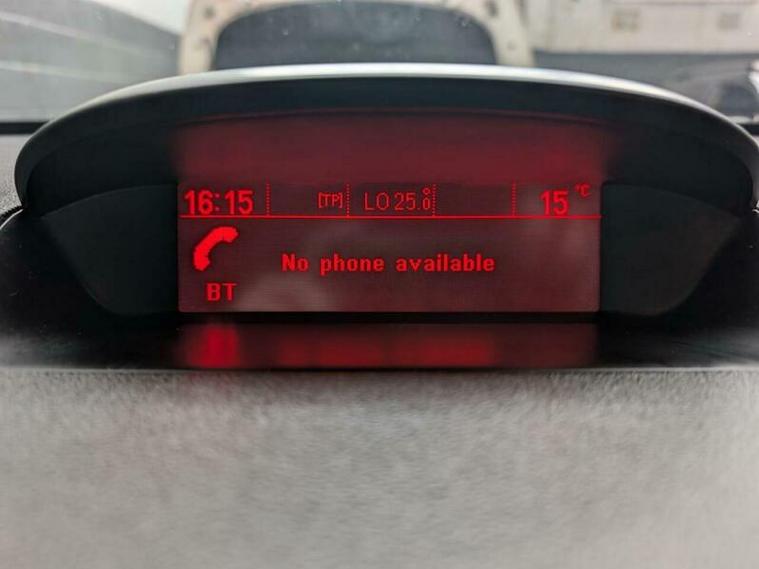 16:15 [TP] LO 25.0 15 °C
No phone available
BT